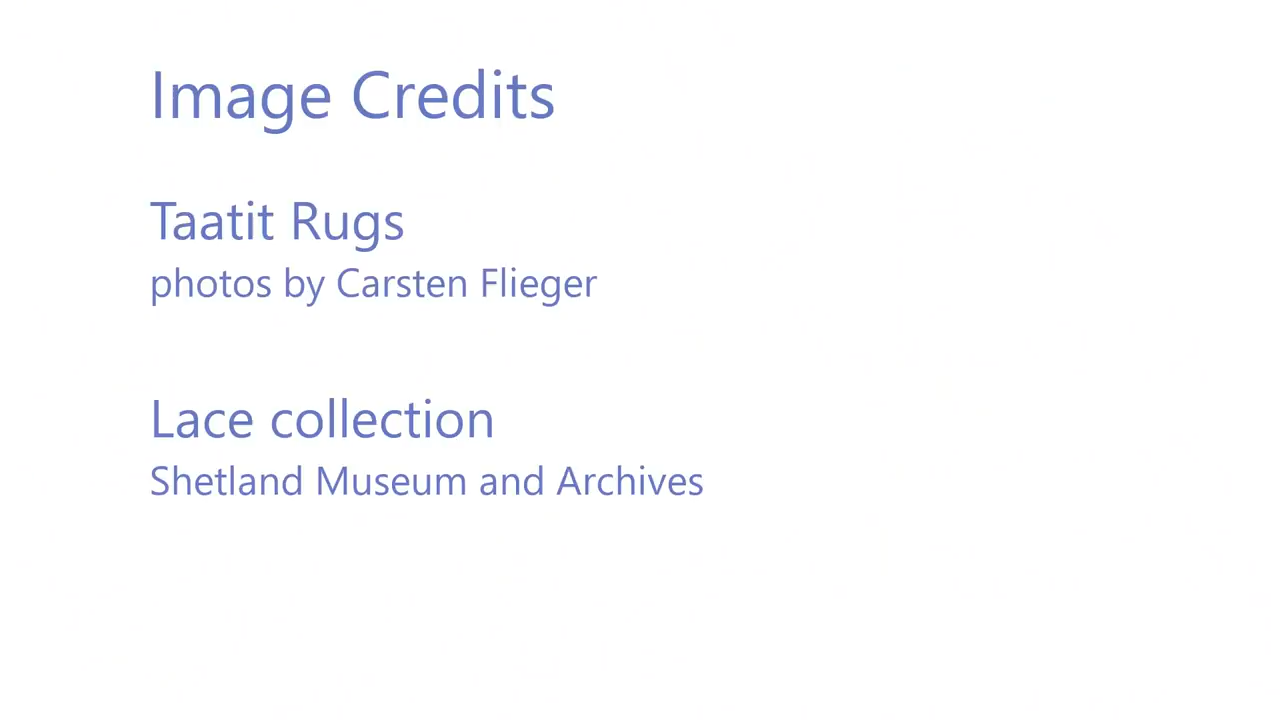 Image Credits
Taatit Rugs
photos by Carsten Flieger
Lace collection
Shetland Museum and Archives